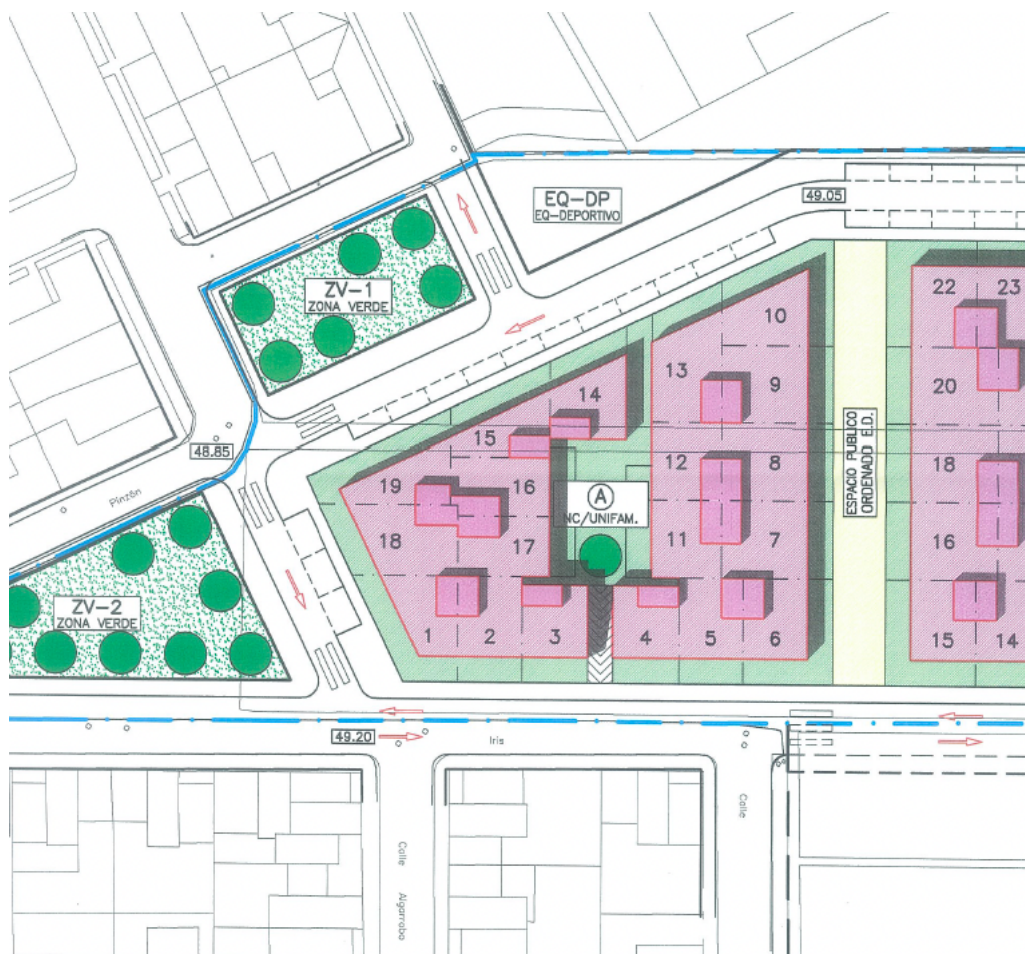 EQ-DP
EQ-DEPORTIVO
49.05
ZV-1
ZONA VERDE
10
22
23
13
9
14
20
15
48.85
ESPACIO PUBLICO
ORDENADO E.D.
12
8
18
19
16
A
NC/UNIFAM.
Pinzón
18
17
11
7
16
ZV-2
ZONA VERDE
1
2
3
4
5
6
15
14
49.20
Iris
Calle
Calle
Algarrobo